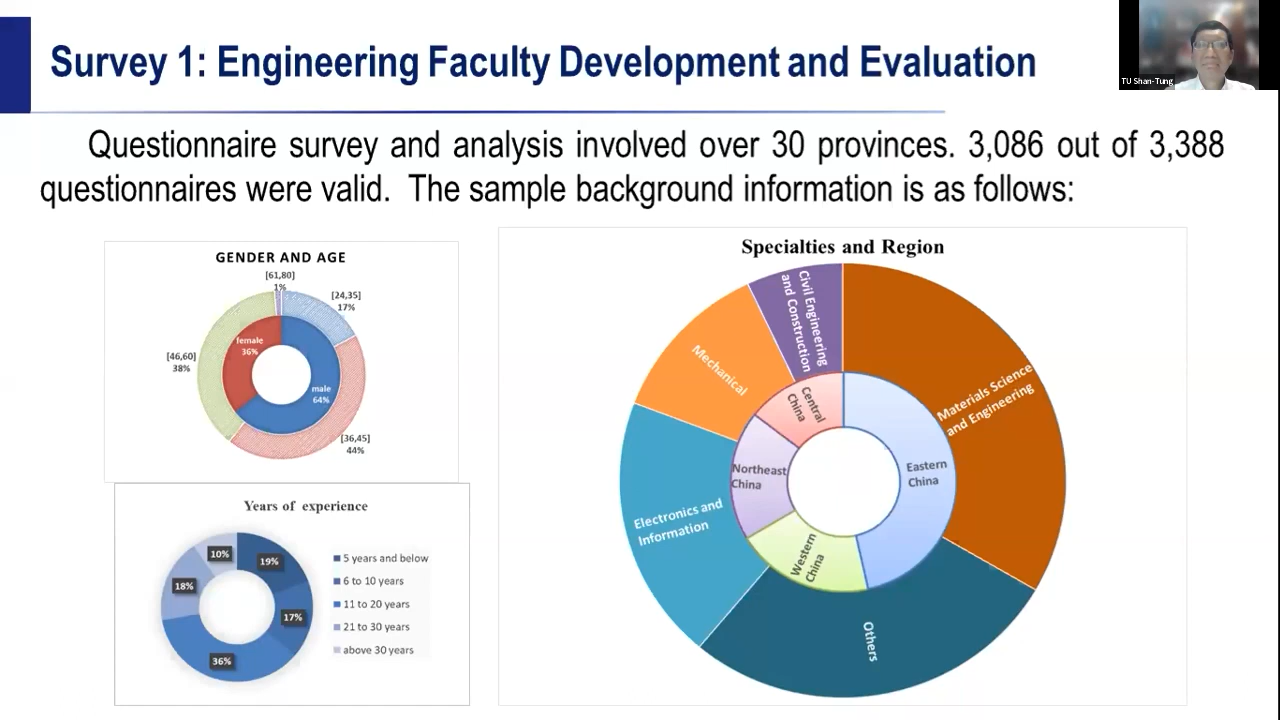 Survey 1: Engineering Faculty Development and Evaluation
TU Shan-Tung
Questionnaire survey and analysis involved over 30 provinces. 3,086 out of 3,388
questionnaires were valid. The sample background information is as follows:
GENDER AND AGE
[61,80]
1%
[24,35]
17%
female
36%
[46,60]
38%
male
64%
[36,45]
44%
Years of experience
10%
19%
18%
17%
36%
5 years and below
6 to 10 years
11 to 20 years
21 to 30 years
above 30 years
Specialties and Region
Civil Engineering
and Construction
Mechanical
Materials Science
and Engineering
Central
China
Northeast
China
Eastern
China
Electronics and
Information
Western
China
Others